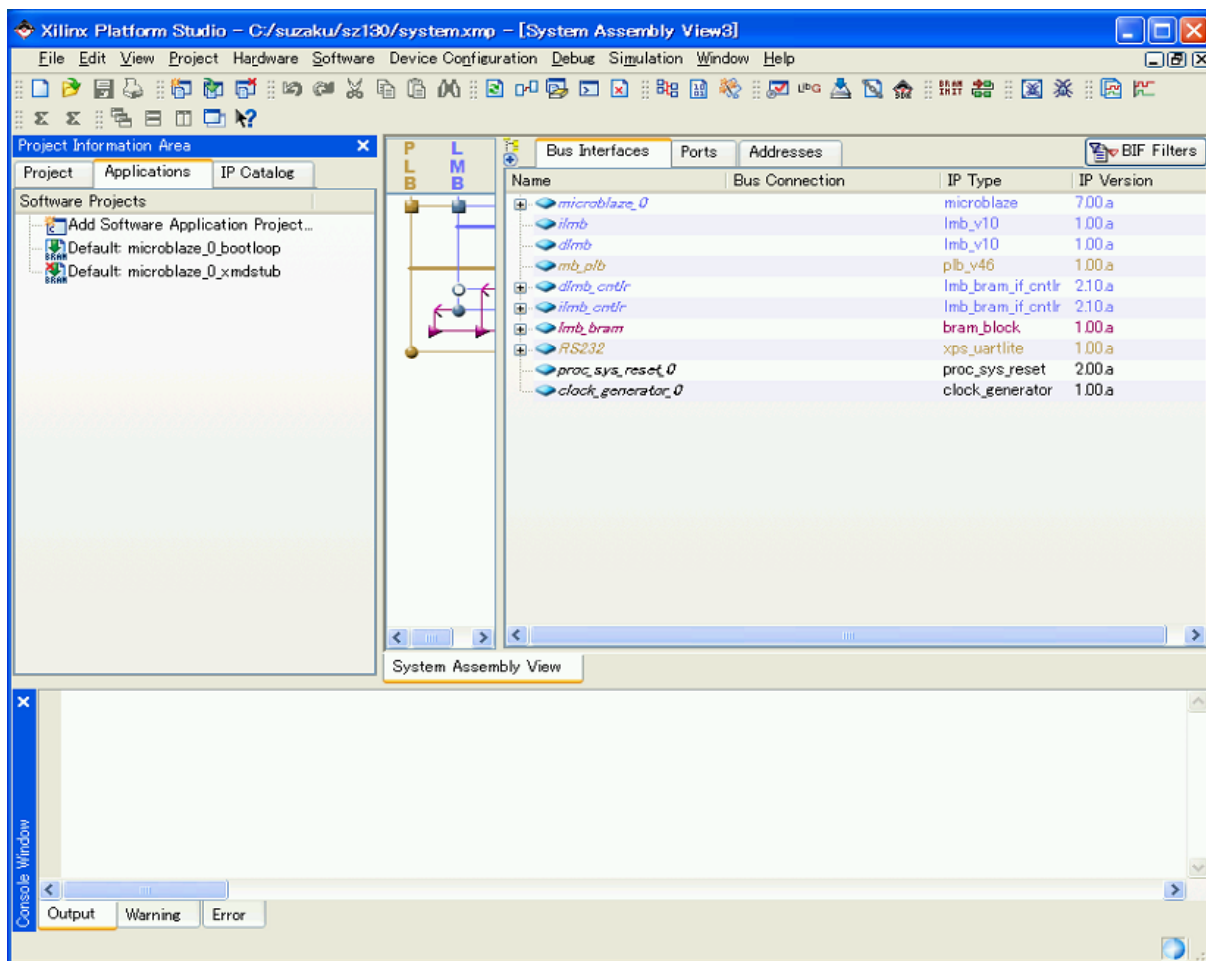 Xilinx Platform Studio - C:/suzaku/sz130/system.xmp - [System Assembly View3]
File Edit View Project Hardware Software Device Configuration Debug Simulation Window Help
Project Information Area
Project Applications IP Catalog
Software Projects
Add Software Application Project...
Default: microblaze_0_bootloop
Default: microblaze_0_xmdstub
PLB LMB
Bus Interfaces Ports Addresses BIF Filters
Name Bus Connection IP Type IP Version
microblaze_0 microblaze 7.00.a
ilmb lmb_v10 1.00.a
dlmb lmb_v10 1.00.a
mb_plb plb_v46 1.00.a
dlmb_cntlr lmb_bram_if_cntlr 2.10.a
ilmb_cntlr lmb_bram_if_cntlr 2.10.a
lmb_bram bram_block 1.00.a
RS232 xps_uartlite 1.00.a
proc_sys_reset_0 proc_sys_reset 2.00.a
clock_generator_0 clock_generator 1.00.a
System Assembly View
Console Window
Output Warning Error